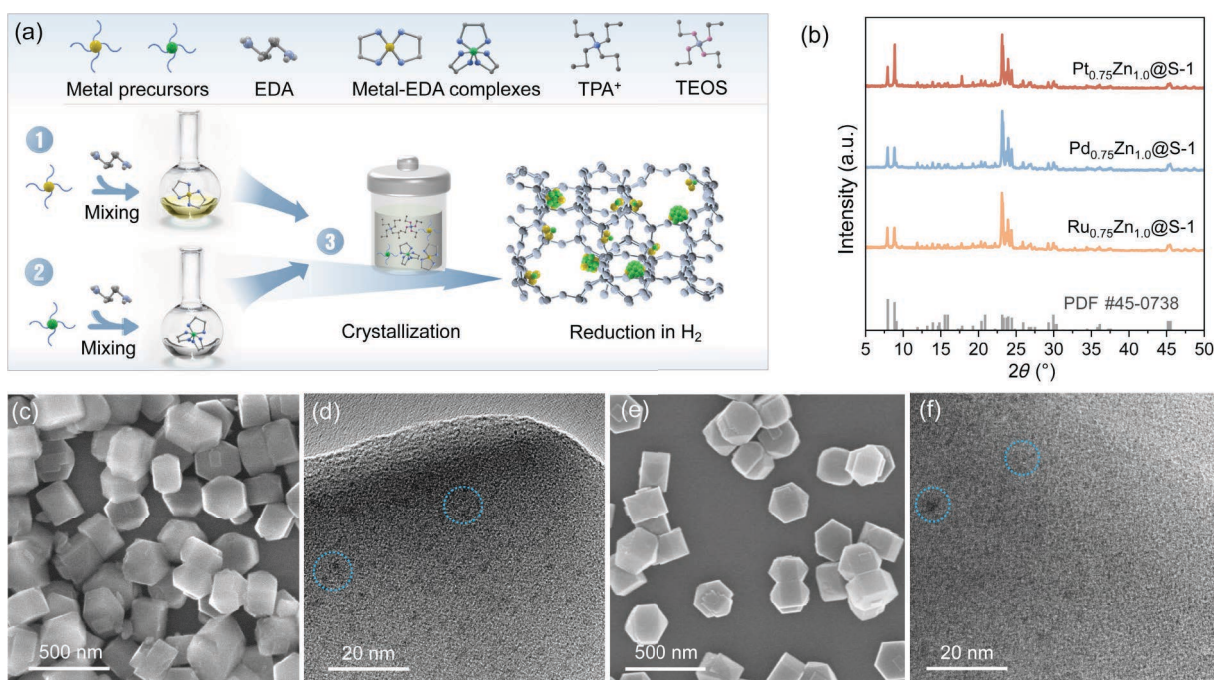 (a)
Metal precursors
EDA
Metal-EDA complexes
TPA⁺
TEOS
1
Mixing
2
Mixing
3
Crystallization
Reduction in H₂
(b)
Intensity (a.u.)
Pt₀.₇₅Zn₁.₀@S-1
Pd₀.₇₅Zn₁.₀@S-1
Ru₀.₇₅Zn₁.₀@S-1
PDF #45-0738
5 10 15 20 25 30 35 40 45 50
2θ (°)
(c)
500 nm
(d)
20 nm
(e)
500 nm
(f)
20 nm